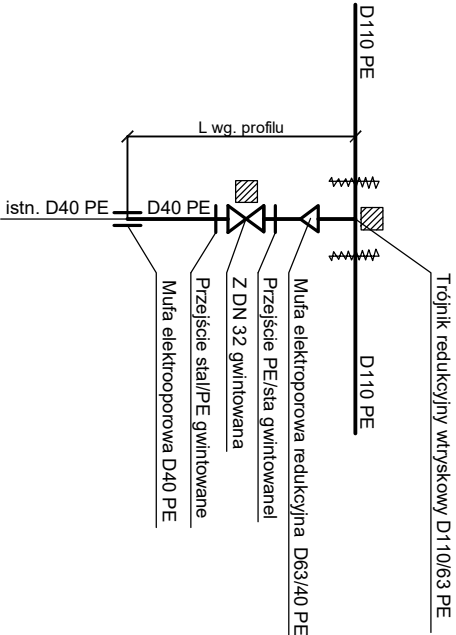 D110 PE
D110 PE
L wg. profilu
istn. D40 PE
D40 PE
Trójnik redukcyjny wtryskowy D110/63 PE
Mufa elektroporowa redukcyjna D63/40 PE
Przejście PE/sta gwintowanel
Z DN 32 gwintowana
Przejście stal/PE gwintowane
Mufa elektrooporowa D40 PE